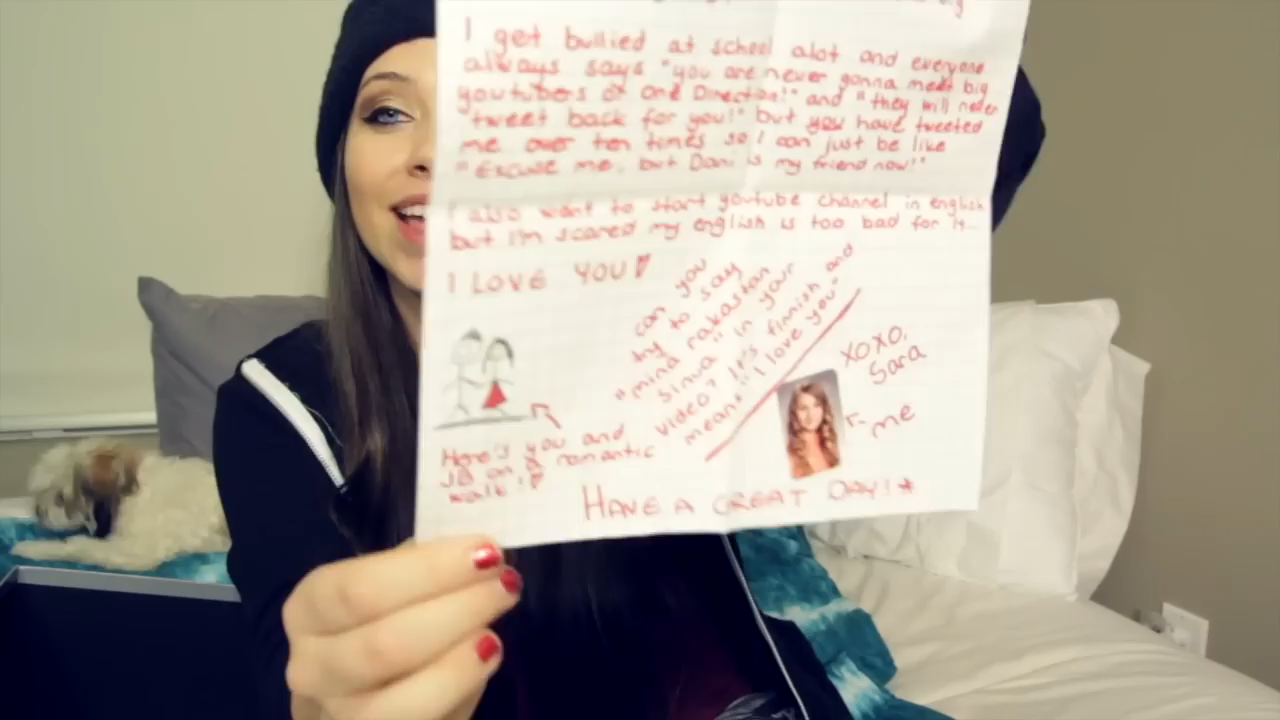 I get bullied at school alot and everyone
always says "you are never gonna meet big
youtubers or one Direction!" and "they will never
tweet back for you!" but you have tweeted
me over ten times so I can just be like
"Excuse me, but Dani is my friend now!"
I also want to start youtube channel in english
but I'm scared my english is too bad for it...
I LOVE YOU
can you
try to say
"minä rakastan
sinua" in your
video? It's finnish and
means "I love you"
XOXO,
Sara
me
Here's you and
JB on a romantic
walk!
HAVE A GREAT DAY!*